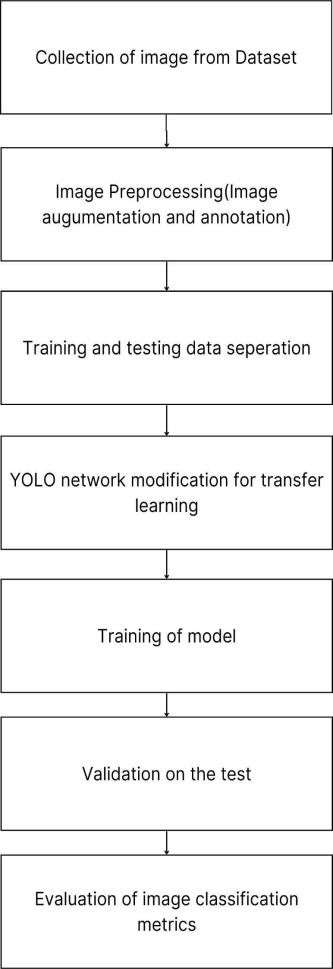 Collection of image from Dataset
Image Preprocessing(Image
augumentation and annotation)
Training and testing data seperation
YOLO network modification for transfer
learning
Training of model
Validation on the test
Evaluation of image classification
metrics